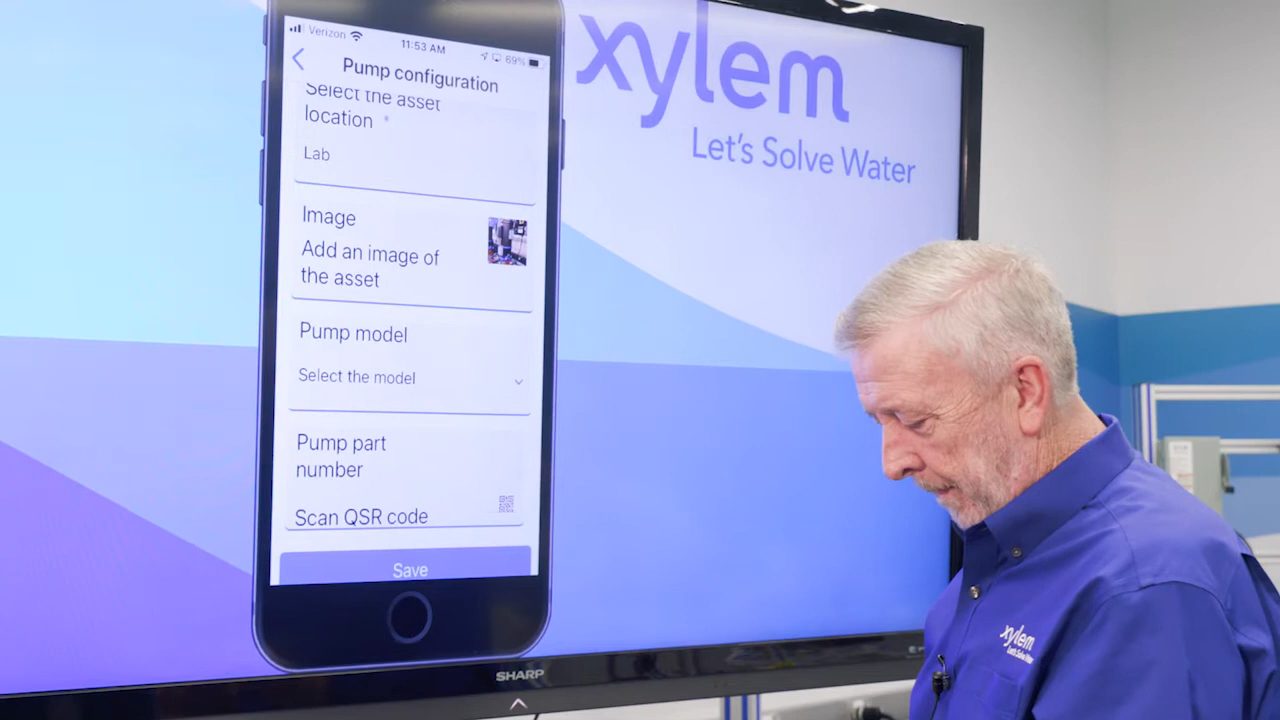 Verizon
11:53 AM
69%
Pump configuration
Select the asset
location *
Lab
Image
Add an image of
the asset
Pump model
Select the model
Pump part
number
Scan QSR code
Save
xylem
Let's Solve Water
SHARP
xylem
Let's Solve Water